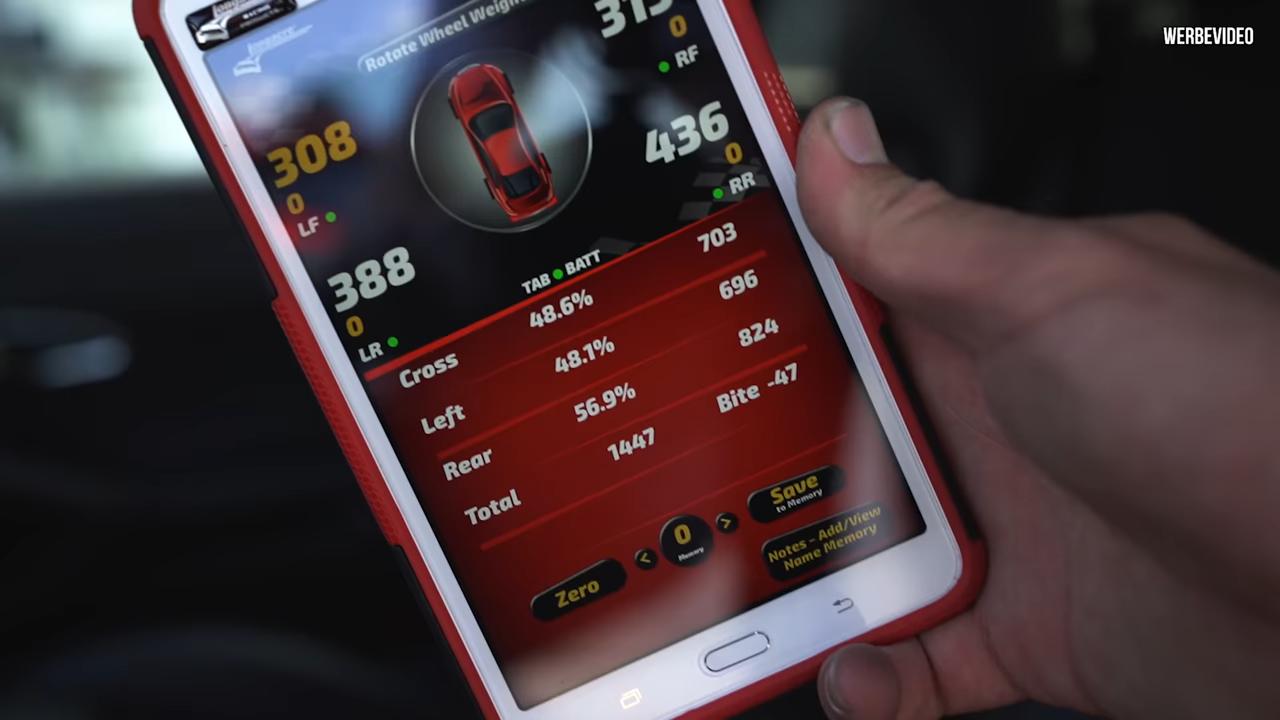 WERBEVIDEO
RACING
Rotate Wheel
315
0
RF
308
0
LF
436
0
RR
388
0
LR
TAB BATT
Cross 48.6% 703
Left 48.1% 696
Rear 56.9% 824
Total 1447 Bite -47
Zero < 0 > Save
Memory to Memory
Notes - Add/View
Name Memory